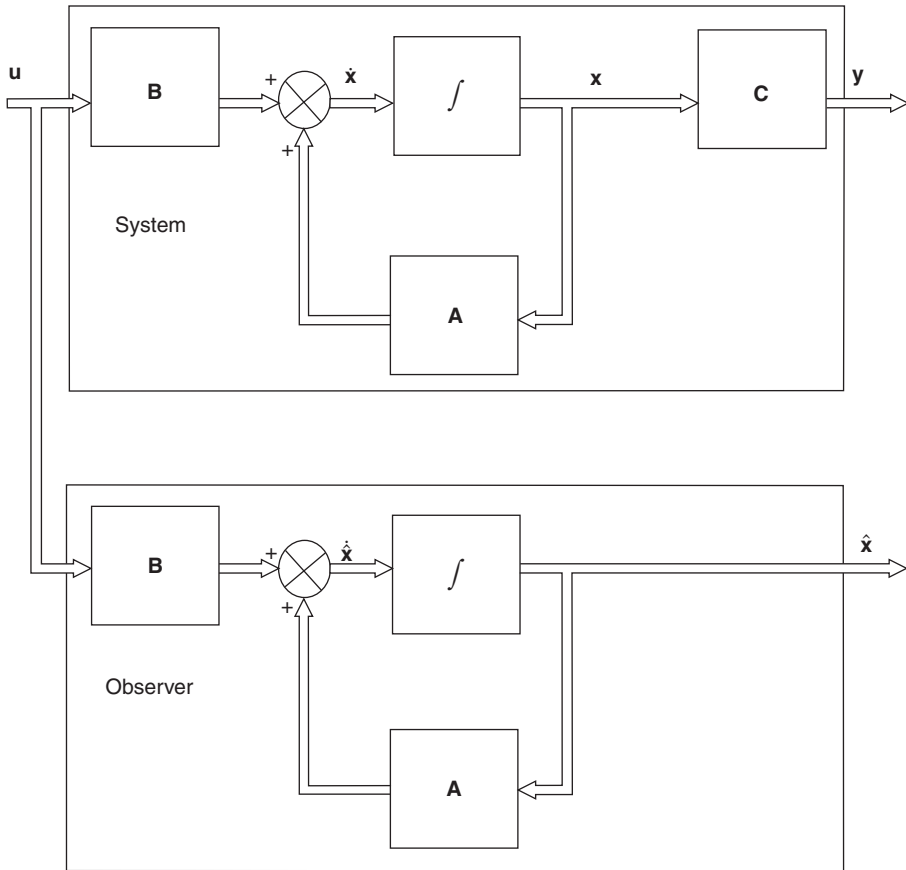 u
B
+
ẋ
∫
x
C
y
+
System
A
B
+
x̂̇
∫
x̂
+
Observer
A